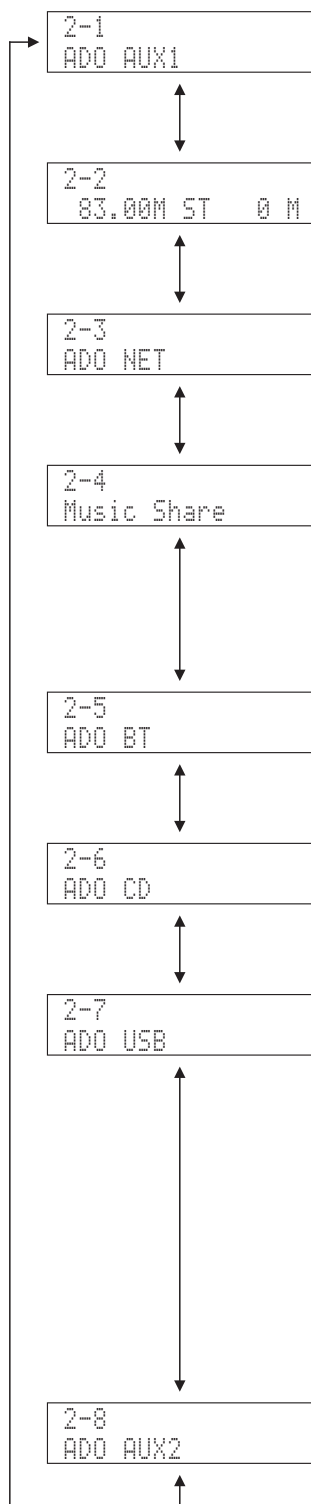 2-1
ADO AUX1
2-2
83.00M ST 0 M
2-3
ADO NET
2-4
Music Share
2-5
ADO BT
2-6
ADO CD
2-7
ADO USB
2-8
ADO AUX2